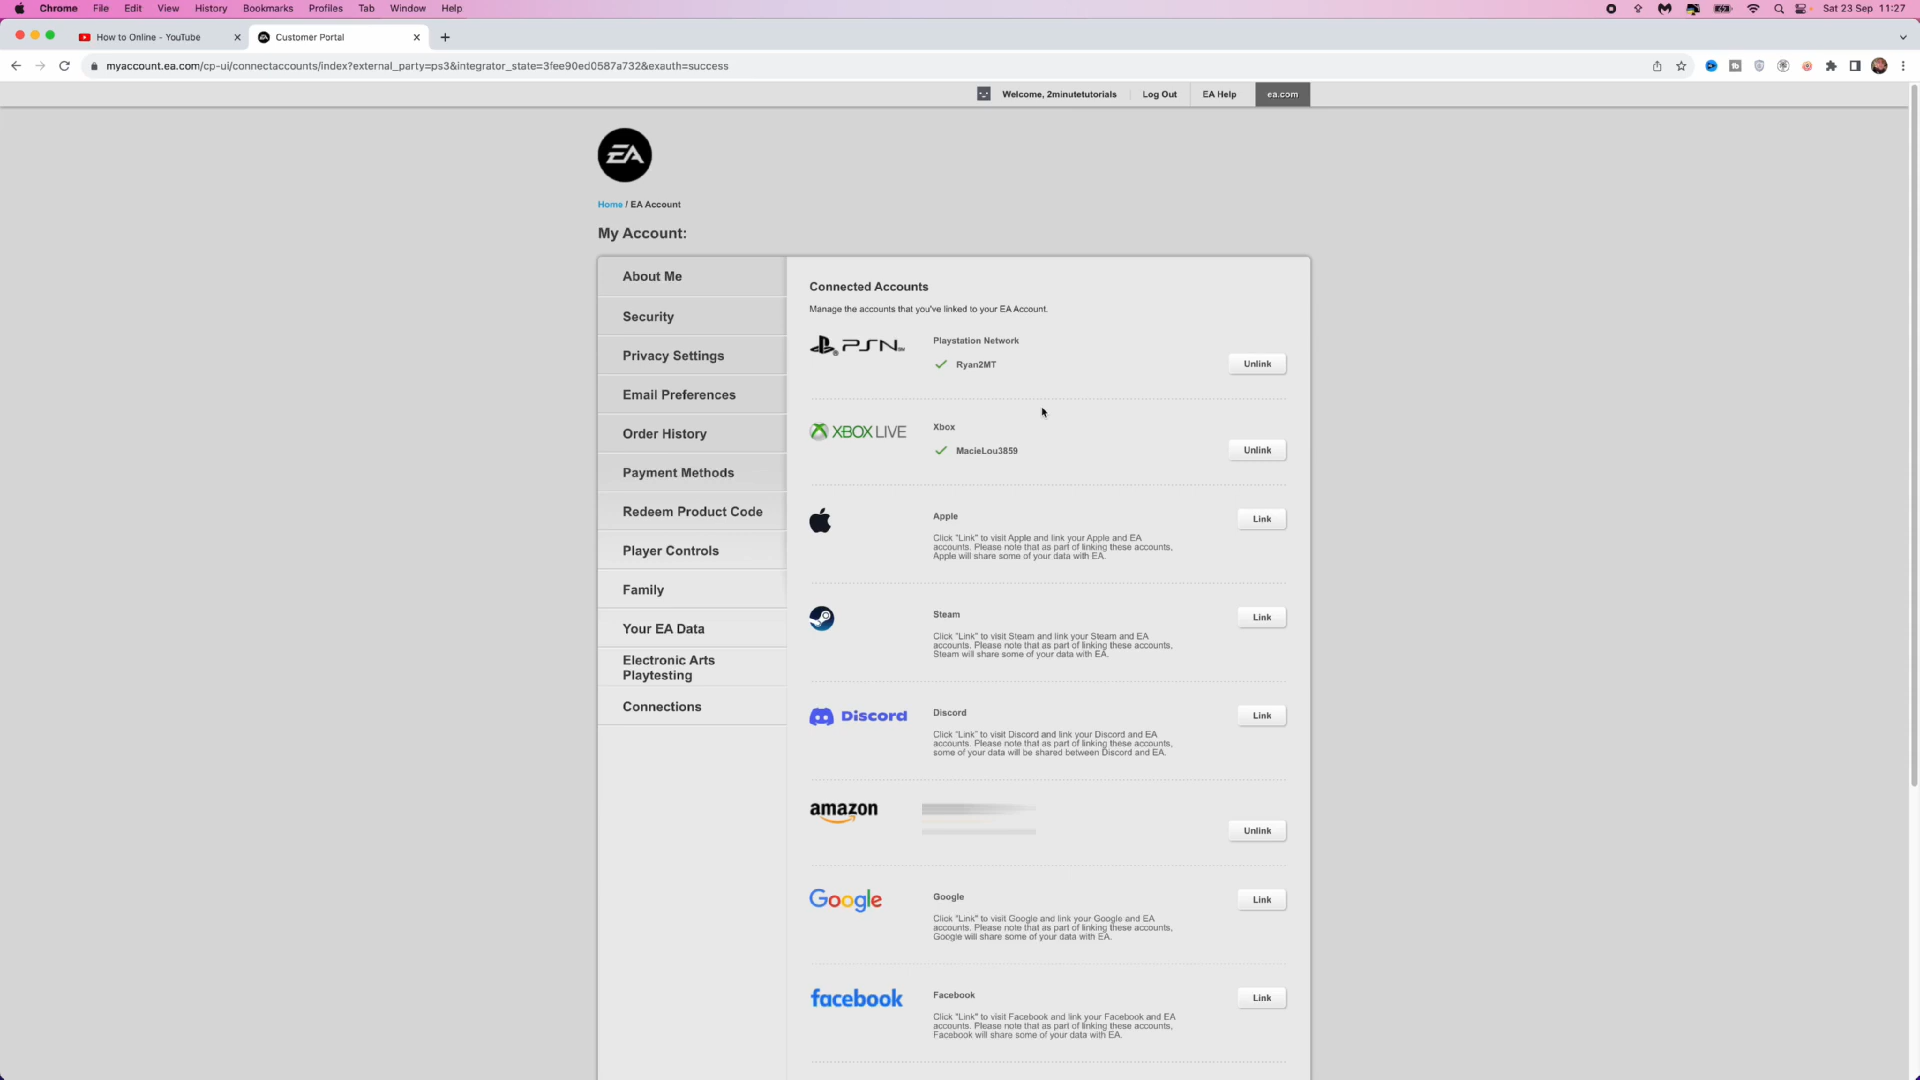 Chrome File Edit View History Bookmarks Profiles Tab Window Help Sat 23 Sep 11:27
How to Online - YouTube Customer Portal
myaccount.ea.com/cp-ui/connectaccounts/index?external_party=ps3&integrator_state=3fee90ed0587a732&exauth=success
Welcome, 2minutetutorials Log Out EA Help ea.com
EA
Home / EA Account
My Account:
About Me
Security
Privacy Settings
Email Preferences
Order History
Payment Methods
Redeem Product Code
Player Controls
Family
Your EA Data
Electronic Arts
Playtesting
Connections
Connected Accounts
Manage the accounts that you've linked to your EA Account.
PSN Playstation Network
Ryan2MT Unlink
XBOX LIVE Xbox
MacieLou3859 Unlink
Apple Link
Click "Link" to visit Apple and link your Apple and EA
accounts. Please note that as part of linking these accounts,
Apple will share some of your data with EA.
Steam Link
Click "Link" to visit Steam and link your Steam and EA
accounts. Please note that as part of linking these accounts,
Steam will share some of your data with EA.
Discord Discord Link
Click "Link" to visit Discord and link your Discord and EA
accounts. Please note that as part of linking these accounts,
some of your data will be shared between Discord and EA.
amazon Unlink
Google Google Link
Click "Link" to visit Google and link your Google and EA
accounts. Please note that as part of linking these accounts,
Google will share some of your data with EA.
facebook Facebook Link
Click "Link" to visit Facebook and link your Facebook and EA
accounts. Please note that as part of linking these accounts,
Facebook will share some of your data with EA.